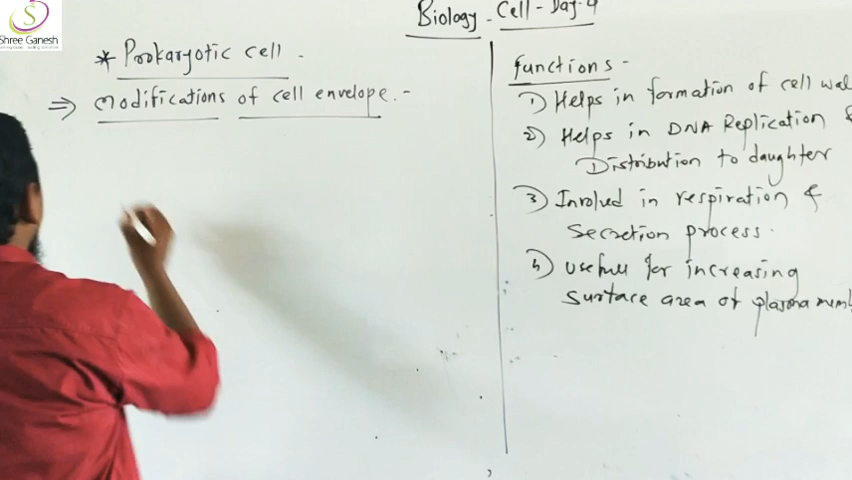 Shree Ganesh
Biology - Cell - Day-4
* Prokaryotic cell.
⇒ Modifications of cell envelope. -
Functions -
1) Helps in formation of cell wal
2) Helps in DNA Replication &
Distribution to daughter
3) Involved in respiration &
Secretion process.
4) Usefull for increasing
Surface area of plasma memb